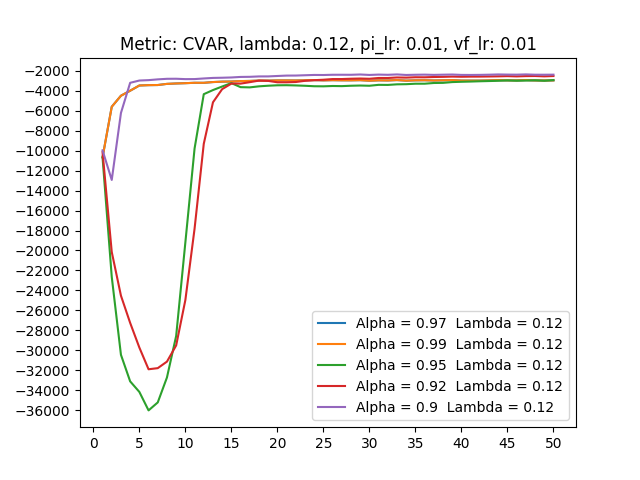 Metric: CVAR, lambda: 0.12, pi_lr: 0.01, vf_lr: 0.01
−2000
−4000
−6000
−8000
−10000
−12000
−14000
−16000
−18000
−20000
−22000
−24000
−26000
−28000
−30000
−32000
−34000
−36000
Alpha = 0.97  Lambda = 0.12
Alpha = 0.99  Lambda = 0.12
Alpha = 0.95  Lambda = 0.12
Alpha = 0.92  Lambda = 0.12
Alpha = 0.9  Lambda = 0.12
0 5 10 15 20 25 30 35 40 45 50